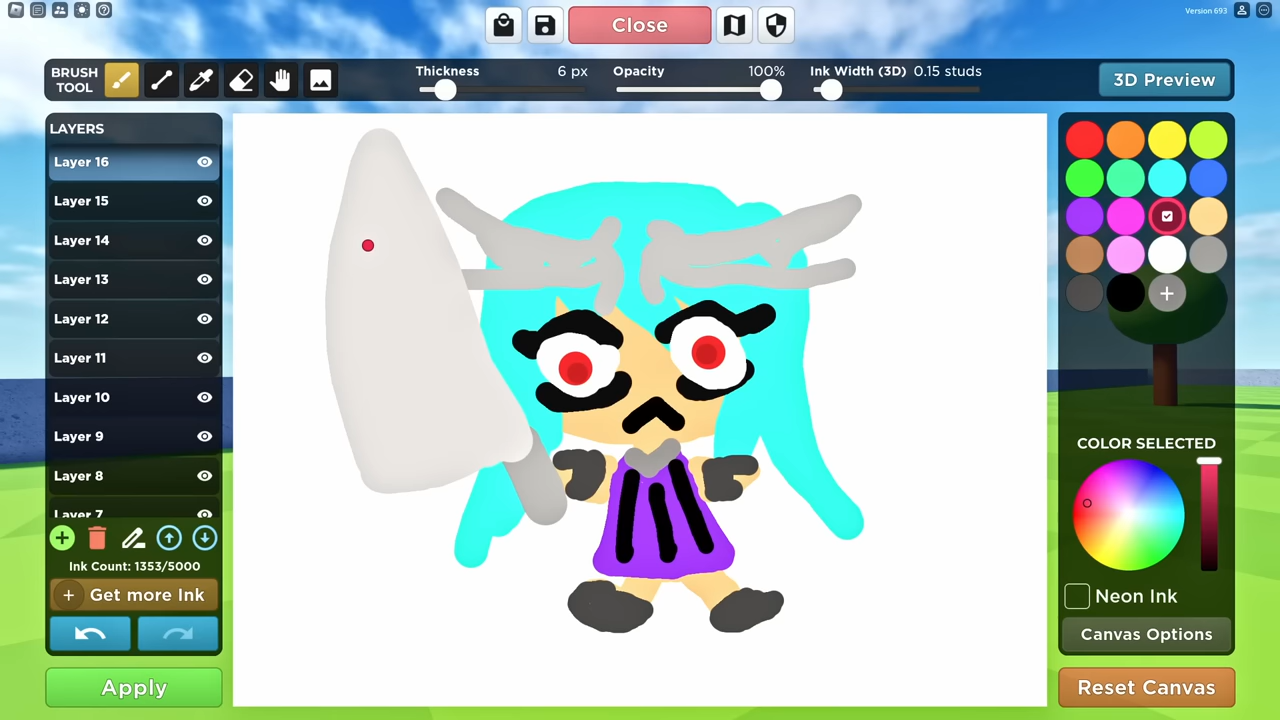 Version 693
Close
BRUSH TOOL
Thickness 6 px
Opacity 100%
Ink Width (3D) 0.15 studs
3D Preview
LAYERS
Layer 16
Layer 15
Layer 14
Layer 13
Layer 12
Layer 11
Layer 10
Layer 9
Layer 8
Layer 7
Ink Count: 1353/5000
+ Get more Ink
Apply
COLOR SELECTED
Neon Ink
Canvas Options
Reset Canvas